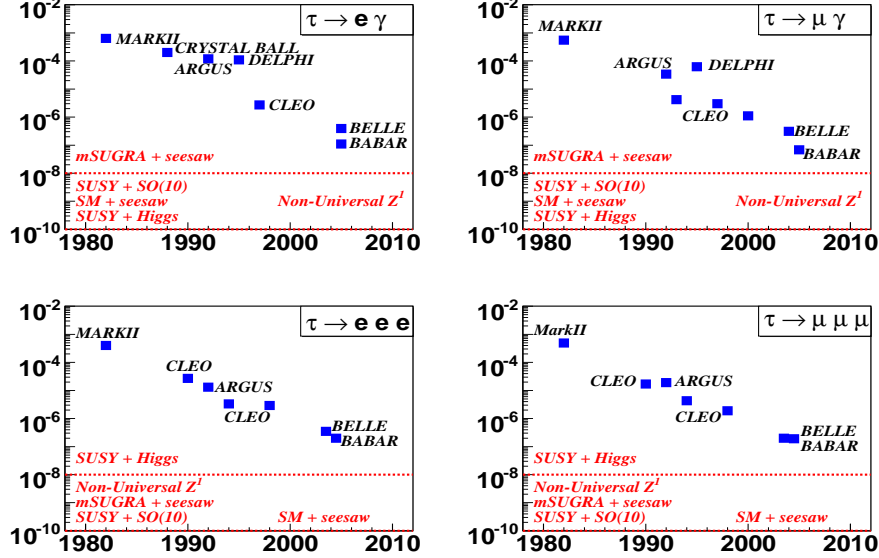 10⁻²
τ → e γ
MARKII
CRYSTAL BALL
10⁻⁴
ARGUS
DELPHI
CLEO
10⁻⁶
BELLE
BABAR
mSUGRA + seesaw
10⁻⁸
SUSY + SO(10)
SM + seesaw
Non-Universal Z¹
SUSY + Higgs
10⁻¹⁰
1980 1990 2000 2010
10⁻²
τ → μ γ
MARKII
10⁻⁴
ARGUS
DELPHI
CLEO
10⁻⁶
BELLE
BABAR
mSUGRA + seesaw
10⁻⁸
SUSY + SO(10)
SM + seesaw
Non-Universal Z¹
SUSY + Higgs
10⁻¹⁰
1980 1990 2000 2010
10⁻²
τ → e e e
MARKII
10⁻⁴
CLEO
ARGUS
CLEO
10⁻⁶
BELLE
BABAR
SUSY + Higgs
10⁻⁸
Non-Universal Z¹
mSUGRA + seesaw
SUSY + SO(10)
SM + seesaw
10⁻¹⁰
1980 1990 2000 2010
10⁻²
τ → μ μ μ
MarkII
10⁻⁴
CLEO
ARGUS
CLEO
10⁻⁶
BELLE
BABAR
SUSY + Higgs
10⁻⁸
Non-Universal Z¹
mSUGRA + seesaw
SUSY + SO(10)
SM + seesaw
10⁻¹⁰
1980 1990 2000 2010